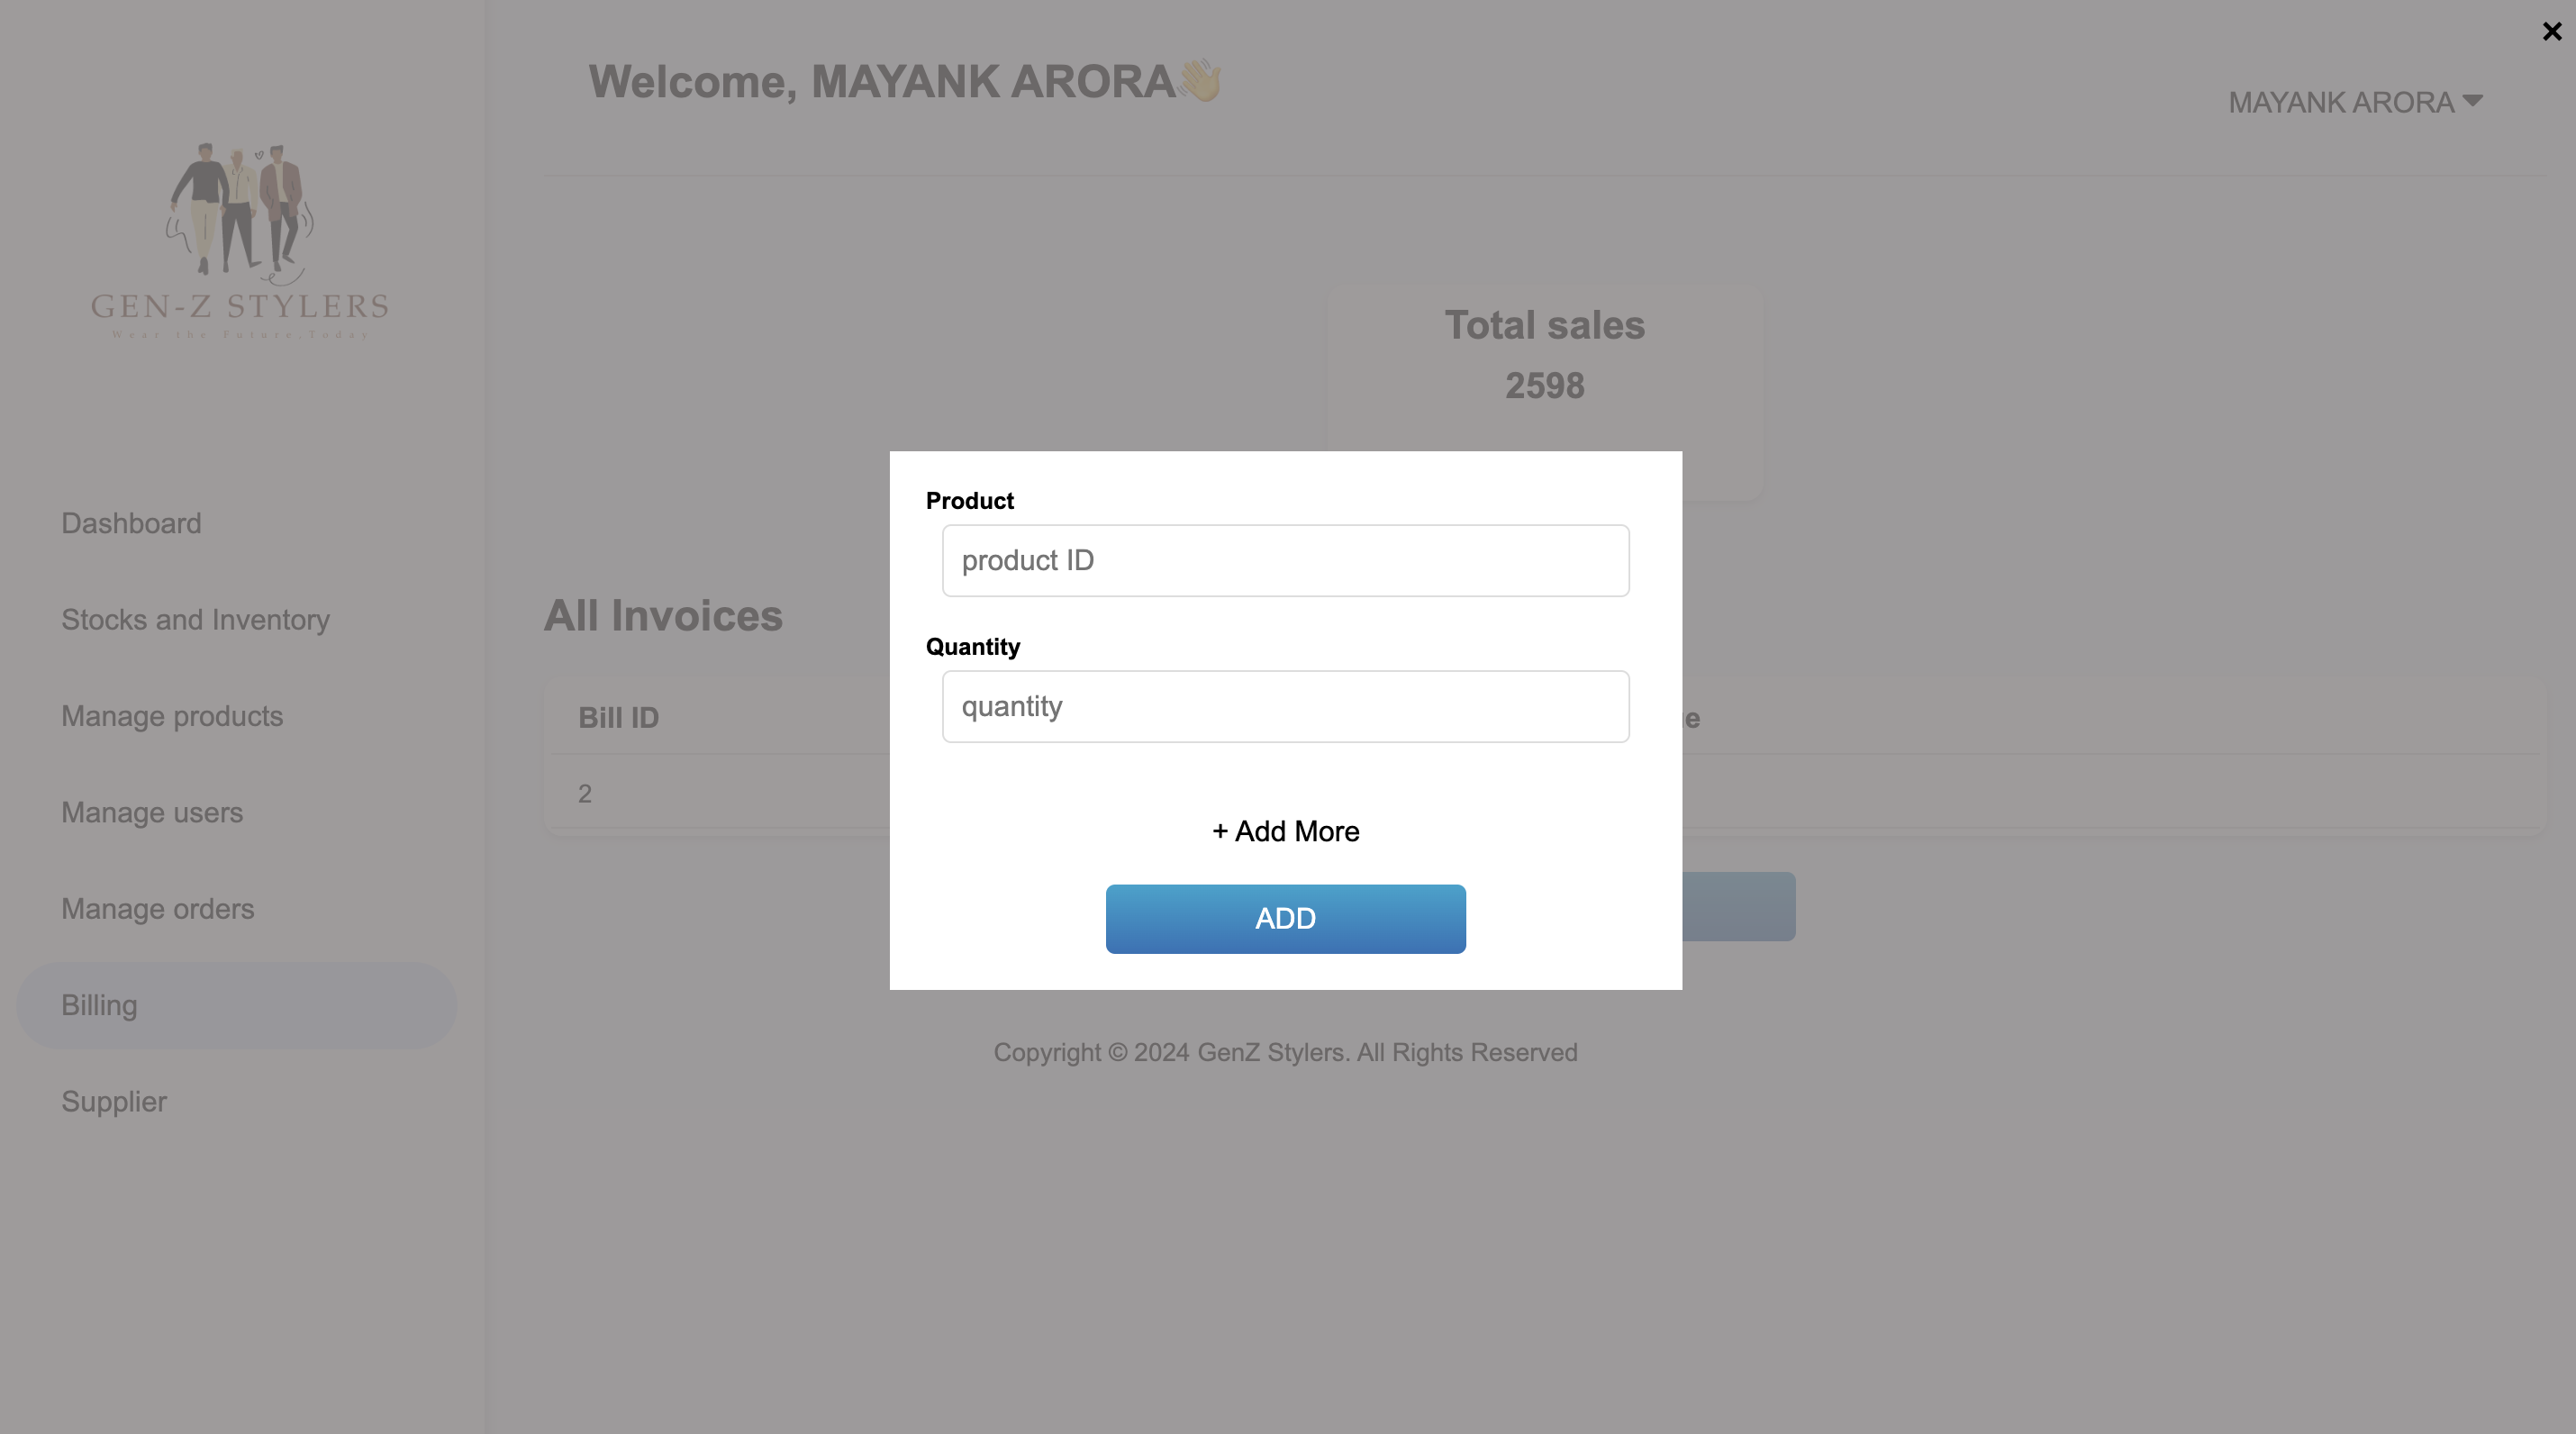 ×
Welcome, MAYANK ARORA👋
MAYANK ARORA
GEN-Z STYLERS
Wear the Future,Today
Total sales
2598
Dashboard
Stocks and Inventory
Manage products
Manage users
Manage orders
Billing
Supplier
All Invoices
Bill ID
e
2
Product
product ID
Quantity
quantity
+ Add More
ADD
Copyright © 2024 GenZ Stylers. All Rights Reserved